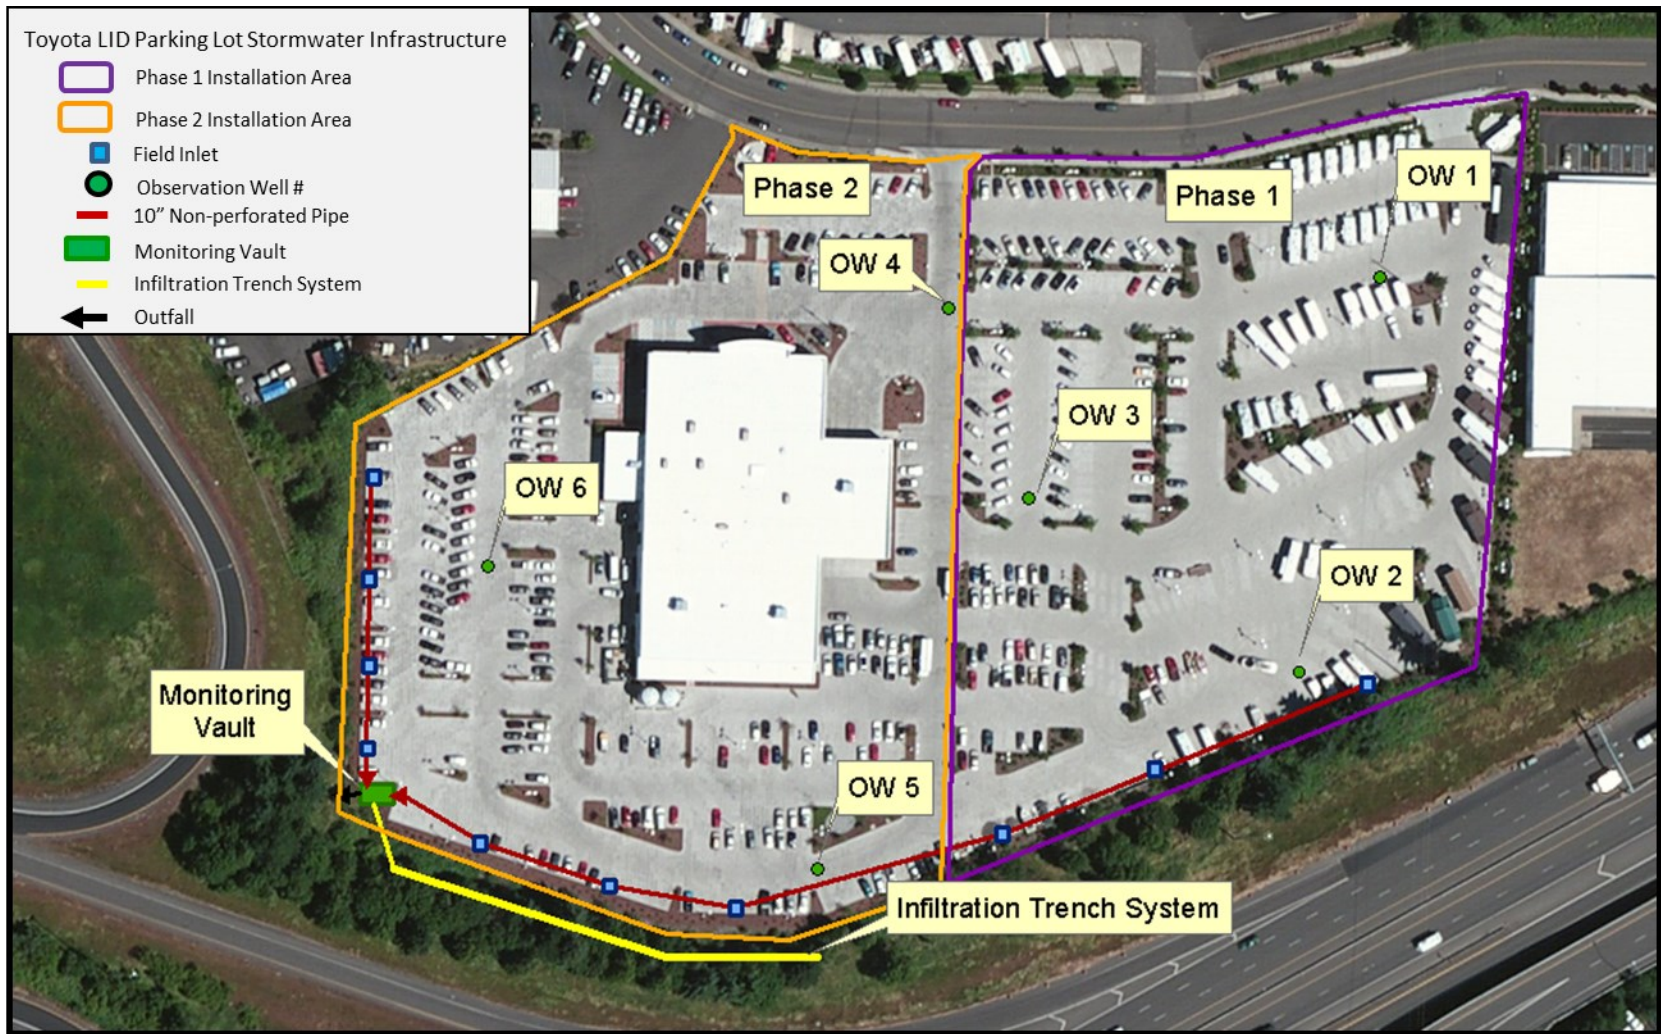 Toyota LID Parking Lot Stormwater Infrastructure
Phase 1 Installation Area
Phase 2 Installation Area
Field Inlet
Observation Well #
10” Non-perforated Pipe
Monitoring Vault
Infiltration Trench System
Outfall
Phase 2
Phase 1
OW 1
OW 4
OW 3
OW 6
OW 2
Monitoring
Vault
OW 5
Infiltration Trench System